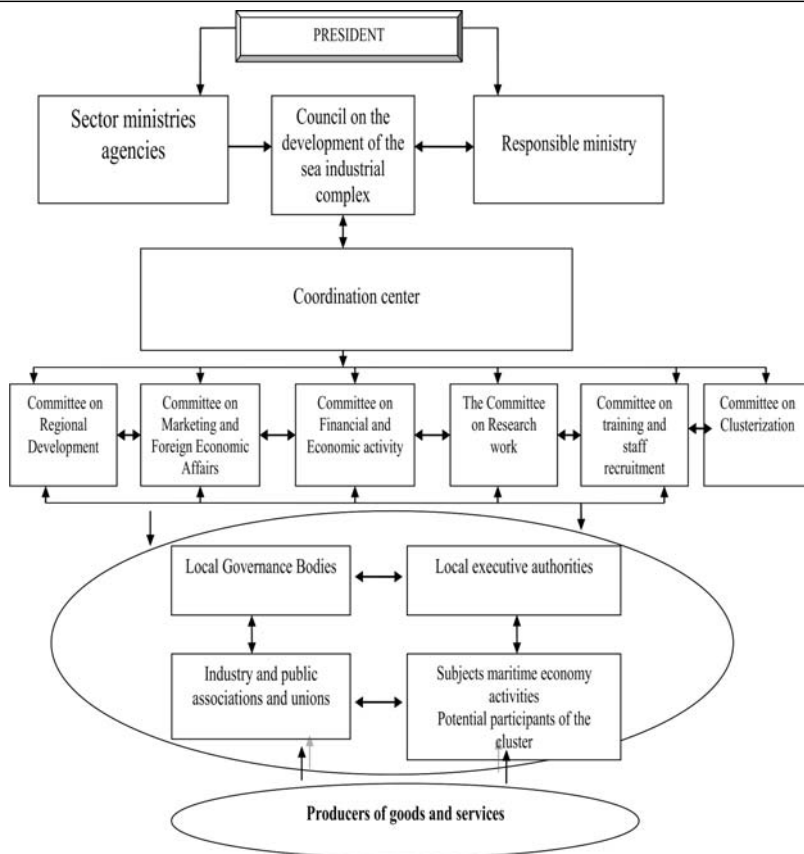 PRESIDENT
Sector ministries
agencies
Council on the
development of the
sea industrial
complex
Responsible ministry
Coordination center
Committee on
Regional
Development
Committee on
Marketing and
Foreign Economic
Affairs
Committee on
Financial and
Economic activity
The Committee
on Research
work
Committee on
training and
staff
recruitment
Committee on
Clusterization
Local Governance Bodies
Local executive authorities
Industry and public
associations and unions
Subjects maritime economy
activities
Potential participants of the
cluster
Producers of goods and services